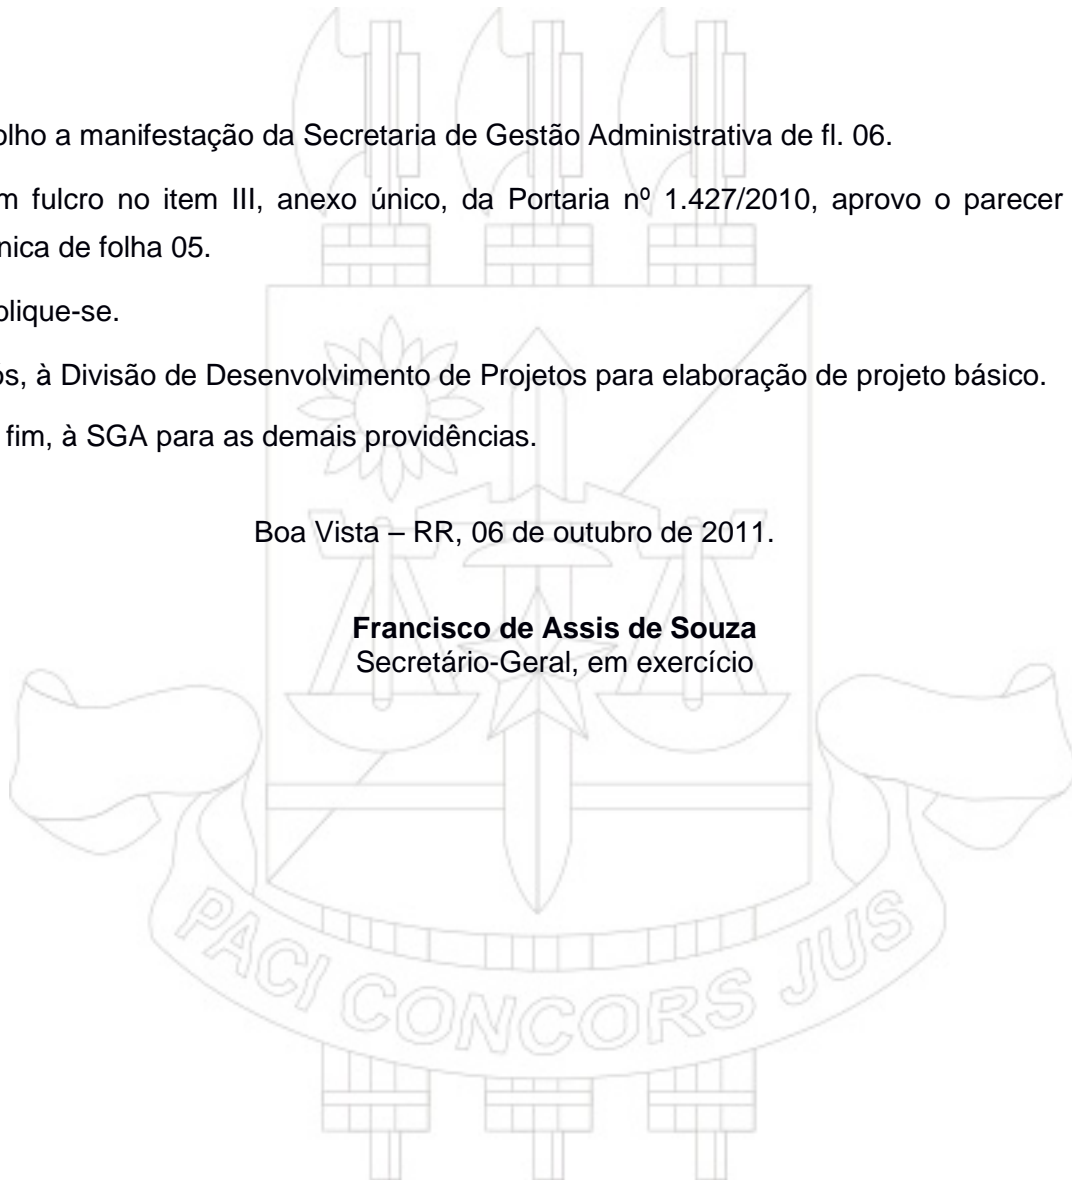 olho a manifestação da Secretaria de Gestão Administrativa de fl. 06.
m fulcro no item III, anexo único, da Portaria nº 1.427/2010, aprovo o parecer
nica de folha 05.
blique-se.
ós, à Divisão de Desenvolvimento de Projetos para elaboração de projeto básico.
fim, à SGA para as demais providências.
Boa Vista – RR, 06 de outubro de 2011.
Francisco de Assis de Souza
Secretário-Geral, em exercício
PACI CONCORS JUS